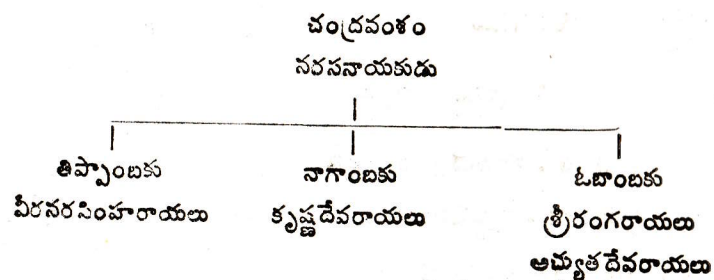 చంద్రవంశం
నరసనాయకుడు
తిప్పాంబకు
వీరనరసింహరాయలు
నాగాంబకు
కృష్ణదేవరాయలు
ఓబాంబకు
శ్రీరంగరాయలు
అచ్యుతదేవరాయలు